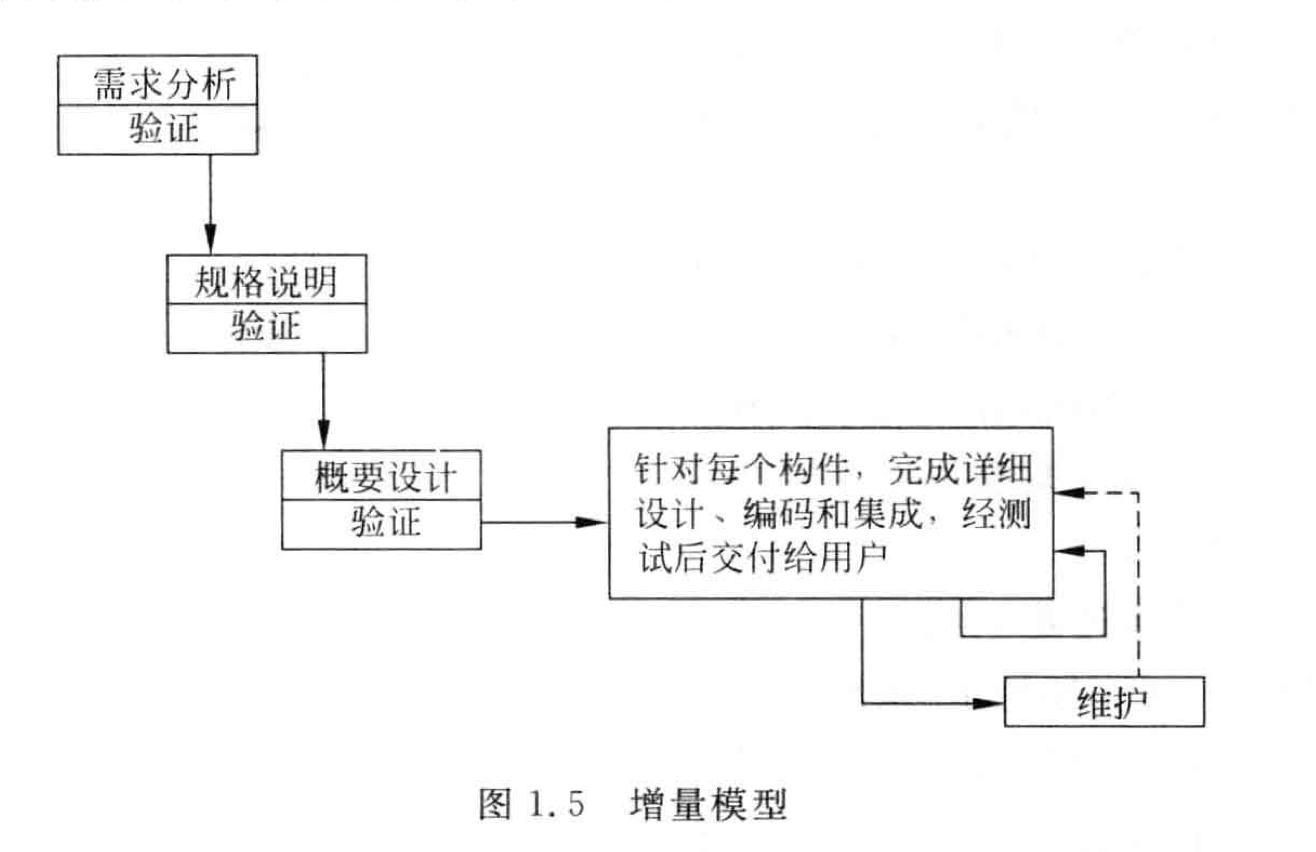 需求分析
验证
规格说明
验证
概要设计
验证
针对每个构件，完成详细
设计、编码和集成，经测
试后交付给用户
维护
图 1.5 增量模型